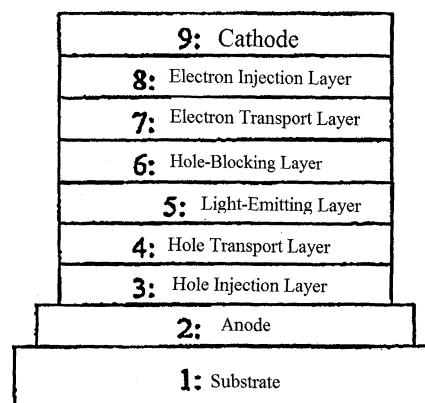 9: Cathode
8: Electron Injection Layer
7: Electron Transport Layer
6: Hole-Blocking Layer
5: Light-Emitting Layer
4: Hole Transport Layer
3: Hole Injection Layer
2: Anode
1: Substrate